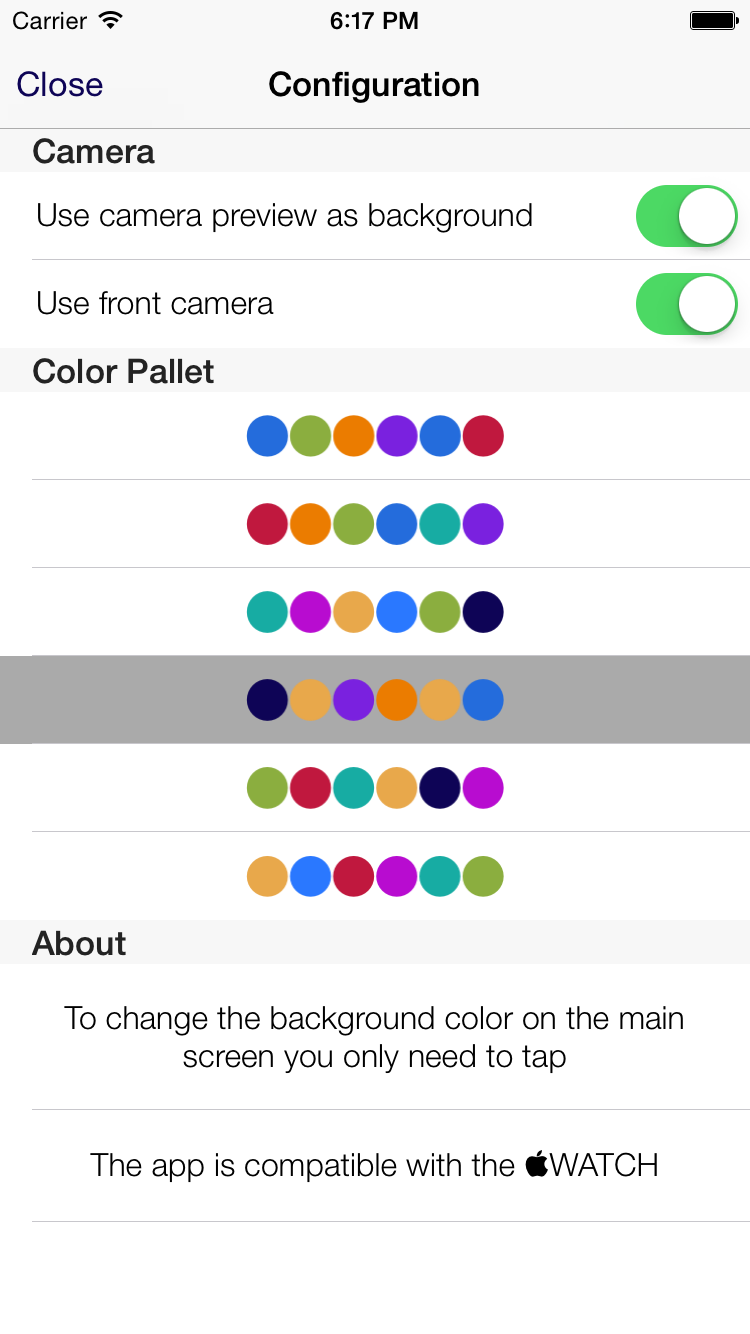 Carrier 6:17 PM
Close Configuration
Camera
Use camera preview as background
Use front camera
Color Pallet
About
To change the background color on the main
screen you only need to tap
The app is compatible with the WATCH